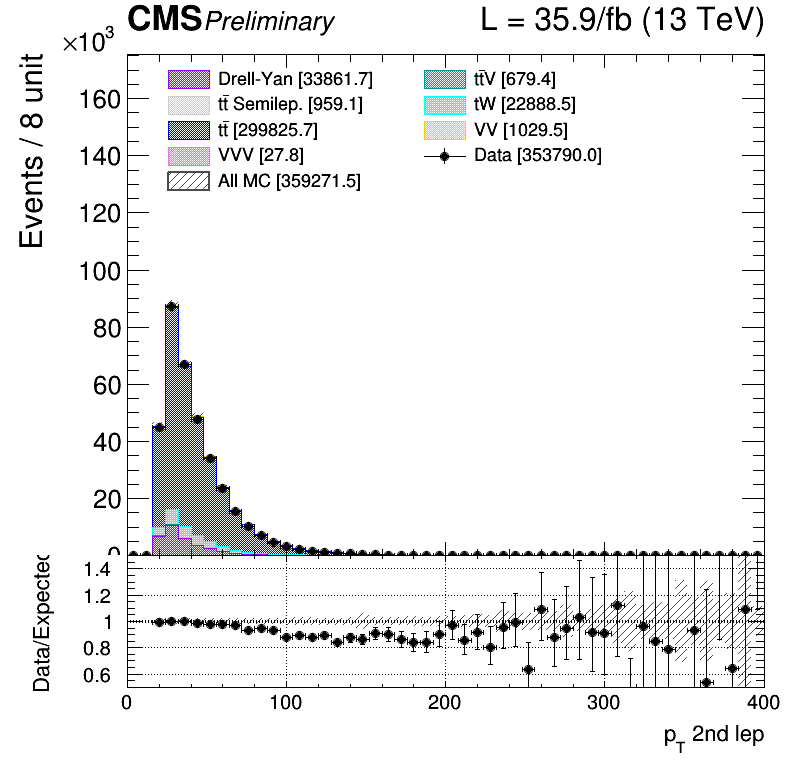 CMS Preliminary L = 35.9/fb (13 TeV)
×10³
Events / 8 unit
Drell-Yan [33861.7]
tt̄ Semilep. [959.1]
tt̄ [299825.7]
VVV [27.8]
All MC [359271.5]
tt̄V [679.4]
tW [22888.5]
VV [1029.5]
Data [353790.0]
160
140
120
100
80
60
40
20
0
Data/Expected
1.4
1.2
1
0.8
0.6
0 100 200 300 400
p_T 2nd lep